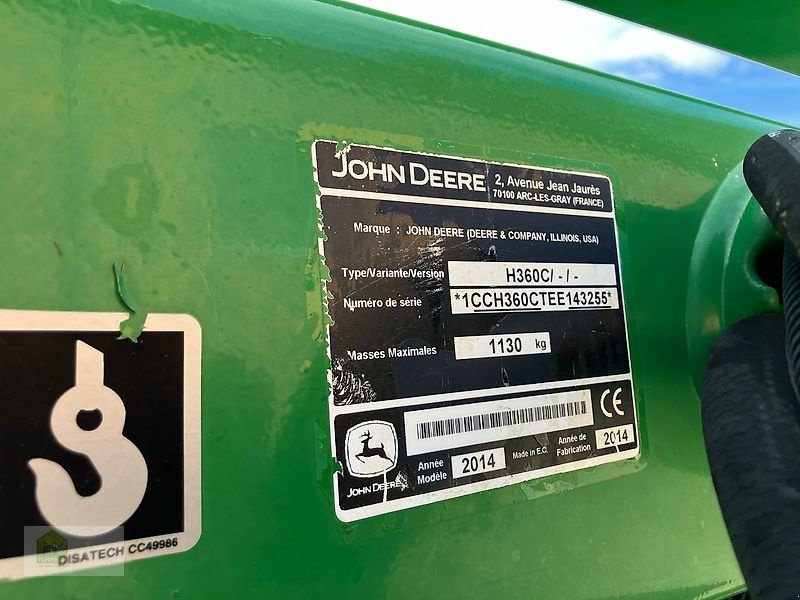 JOHN DEERE
2, Avenue Jean Jaurès
70100 ARC-LES-GRAY (FRANCE)
Marque : JOHN DEERE (DEERE & COMPANY, ILLINOIS, USA)
Type/Variante/Version H360C/ - / -
Numéro de série *1CCH360CTEE143255*
Masses Maximales 1130 kg
CE
JOHN DEERE
Année Modèle 2014 Made in E.C. Année de Fabrication 2014
DISATECH CC49986